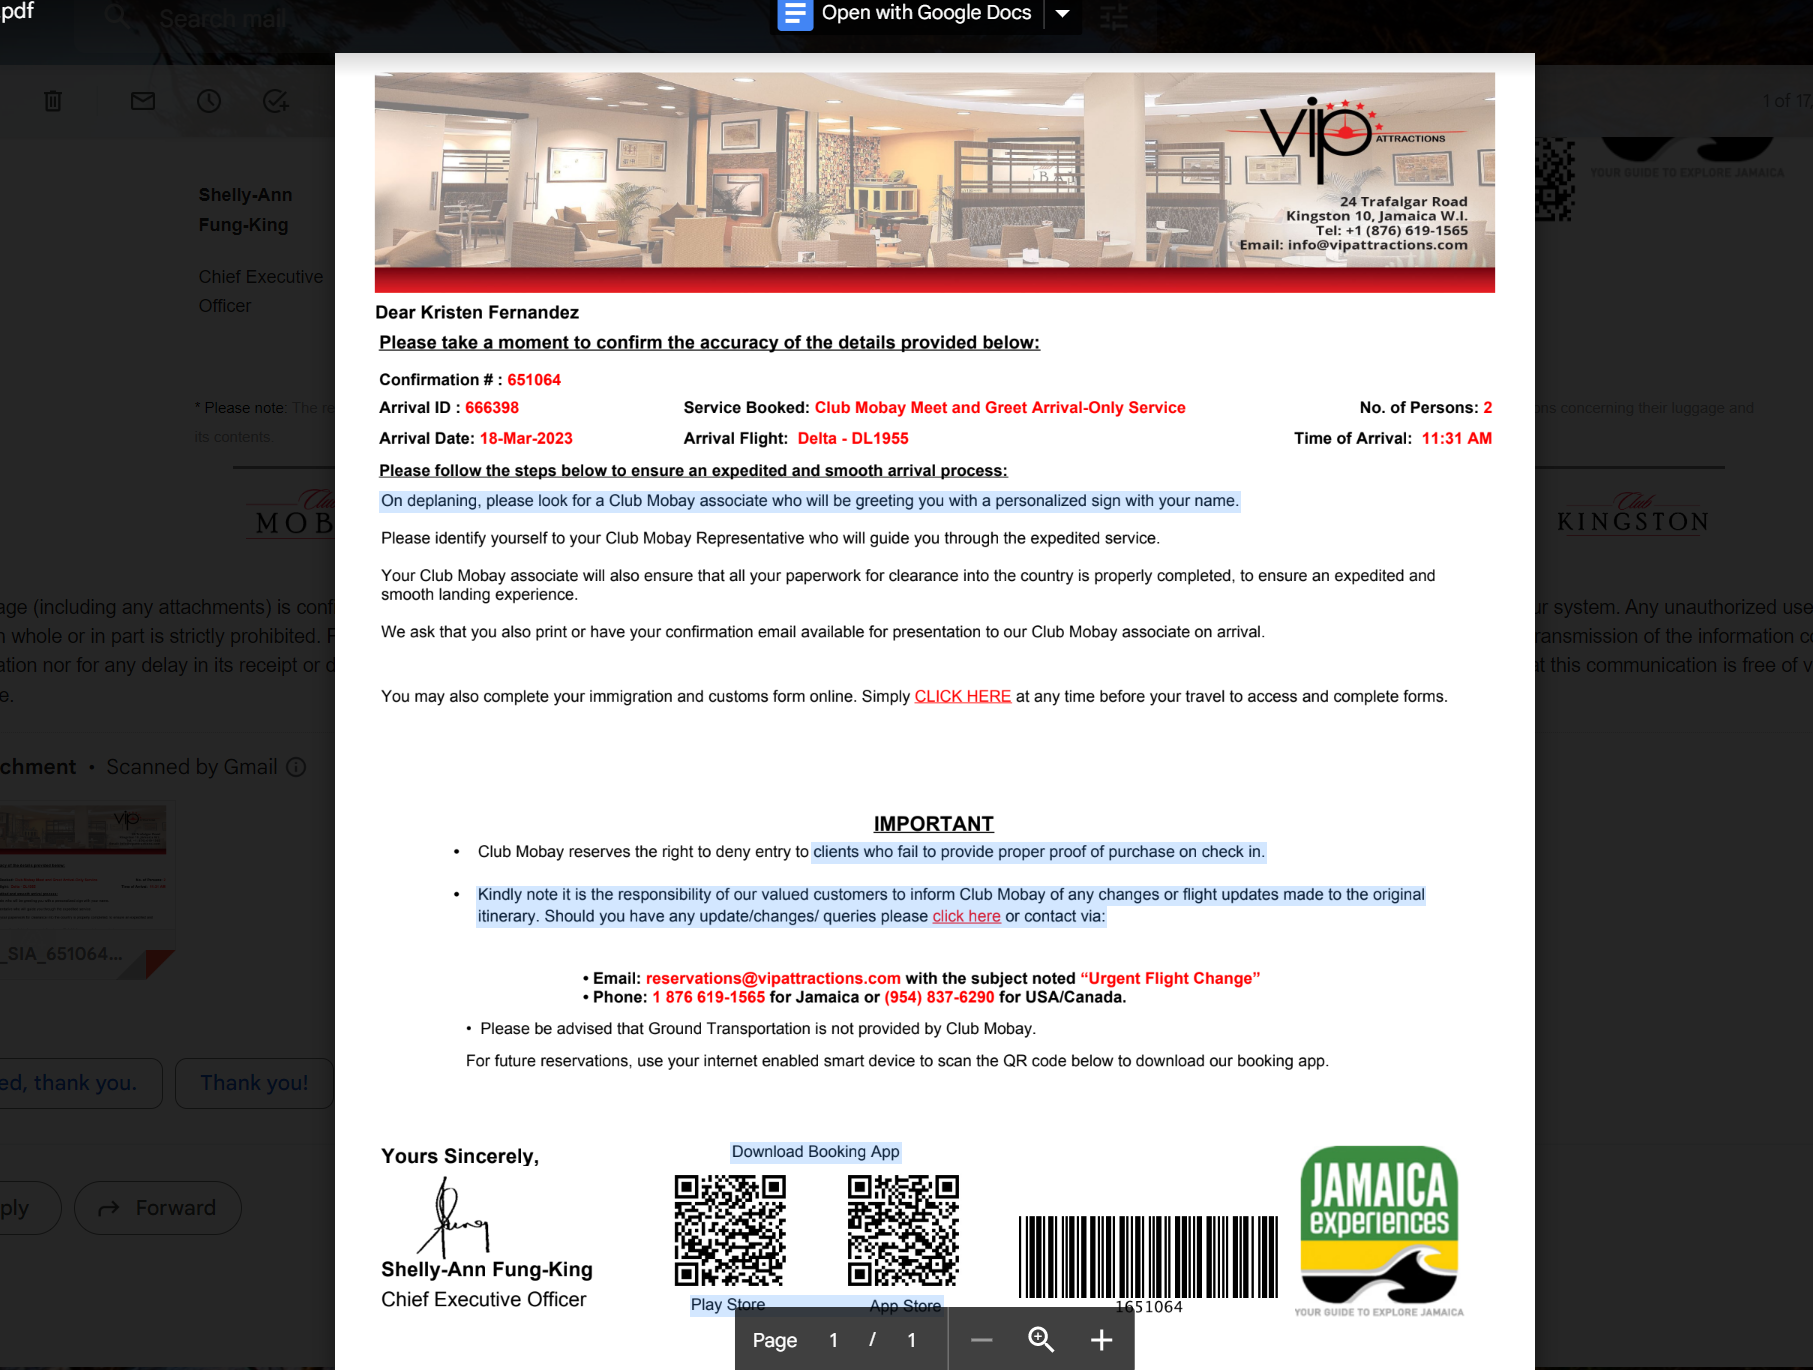 .pdf
Search mail
Open with Google Docs
1 of 17
Shelly-Ann
Fung-King
Chief Executive
Officer
YOUR GUIDE TO EXPLORE JAMAICA
vip ATTRACTIONS
24 Trafalgar Road
Kingston 10, Jamaica W.I.
Tel: +1 (876) 619-1565
Email: info@vipattractions.com
Dear Kristen Fernandez
Please take a moment to confirm the accuracy of the details provided below:
Confirmation # : 651064
Arrival ID : 666398 Service Booked: Club Mobay Meet and Greet Arrival-Only Service No. of Persons: 2
Arrival Date: 18-Mar-2023 Arrival Flight: Delta - DL1955 Time of Arrival: 11:31 AM
* Please note: The re
ns concerning their luggage and
its contents.
Please follow the steps below to ensure an expedited and smooth arrival process:
On deplaning, please look for a Club Mobay associate who will be greeting you with a personalized sign with your name.
Club
MOB
Club
KINGSTON
Please identify yourself to your Club Mobay Representative who will guide you through the expedited service.
Your Club Mobay associate will also ensure that all your paperwork for clearance into the country is properly completed, to ensure an expedited and
smooth landing experience.
We ask that you also print or have your confirmation email available for presentation to our Club Mobay associate on arrival.
You may also complete your immigration and customs form online. Simply CLICK HERE at any time before your travel to access and complete forms.
age (including any attachments) is conf
ur system. Any unauthorized use
n whole or in part is strictly prohibited.
ransmission of the information co
ation nor for any delay in its receipt or d
at this communication is free of v
e.
chment • Scanned by Gmail
vip
_SIA_651064...
IMPORTANT
• Club Mobay reserves the right to deny entry to clients who fail to provide proper proof of purchase on check in.
• Kindly note it is the responsibility of our valued customers to inform Club Mobay of any changes or flight updates made to the original
itinerary. Should you have any update/changes/ queries please click here or contact via:
• Email: reservations@vipattractions.com with the subject noted “Urgent Flight Change”
• Phone: 1 876 619-1565 for Jamaica or (954) 837-6290 for USA/Canada.
• Please be advised that Ground Transportation is not provided by Club Mobay.
For future reservations, use your internet enabled smart device to scan the QR code below to download our booking app.
ed, thank you.
Thank you!
ply
Forward
Yours Sincerely,
Shelly-Ann Fung-King
Chief Executive Officer
Download Booking App
Play Store App Store
1651064
JAMAICA
experiences
YOUR GUIDE TO EXPLORE JAMAICA
Page 1 / 1